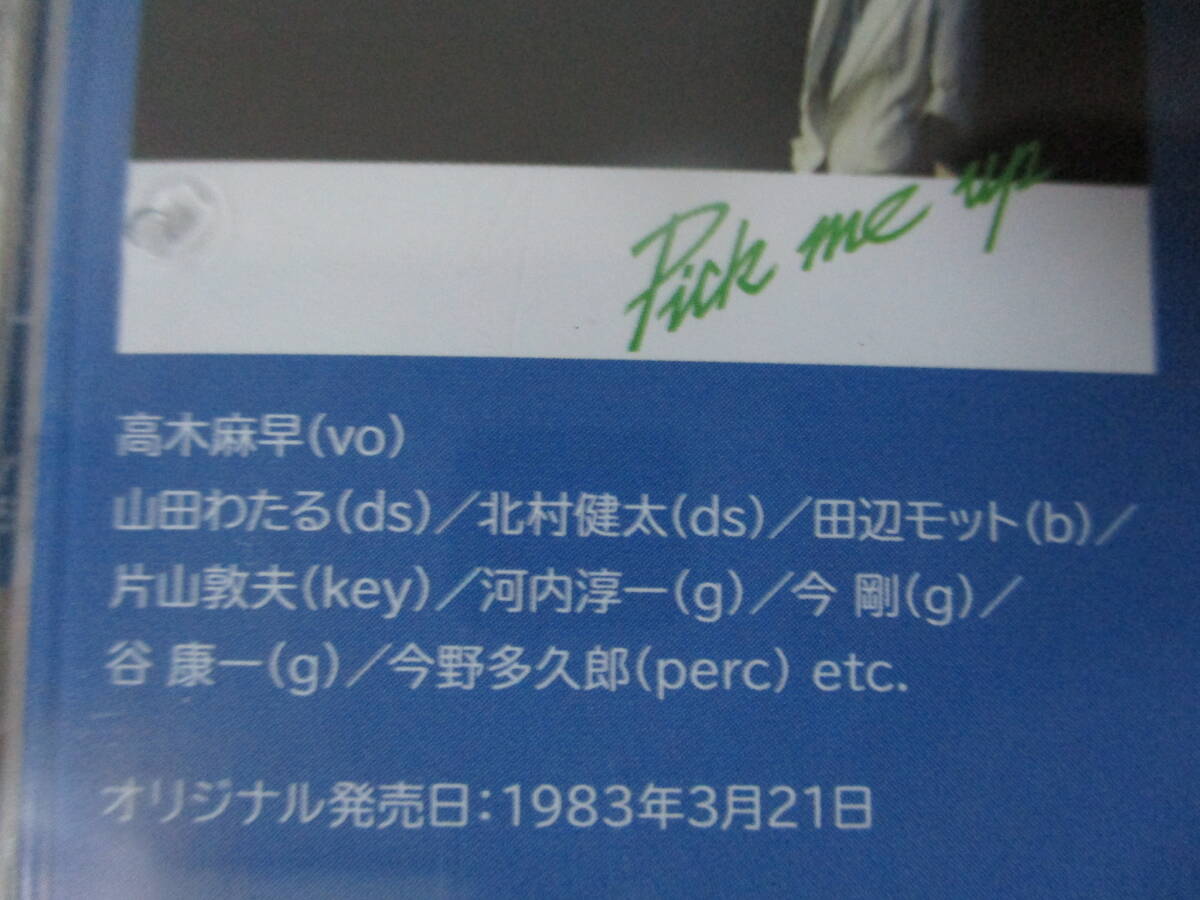 Pick me up
高木麻早(vo)
山田わたる(ds)／北村健太(ds)／田辺モット(b)／
片山敦夫(key)／河内淳一(g)／今 剛(g)／
谷 康一(g)／今野多久郎(perc) etc.
オリジナル発売日：1983年3月21日